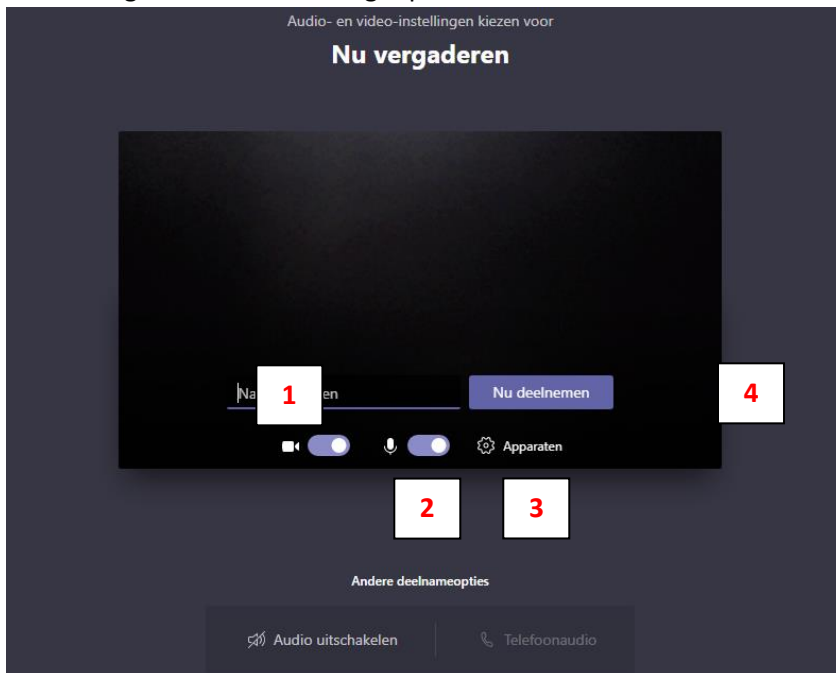 Audio- en video-instellingen kiezen voor
Nu vergaderen
1
Nu deelnemen
4
Apparaten
2
3
Andere deelnameopties
Audio uitschakelen
Telefoonaudio